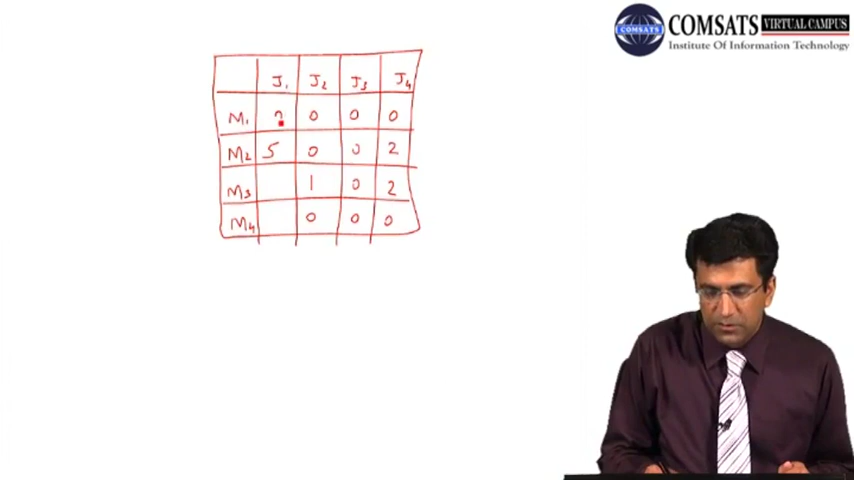 COMSATS VIRTUAL CAMPUS
Institute Of Information Technology
J1 J2 J3 J4
M1 0 0 0
M2 5 0 0 2
M3 1 0 2
M4 0 0 0